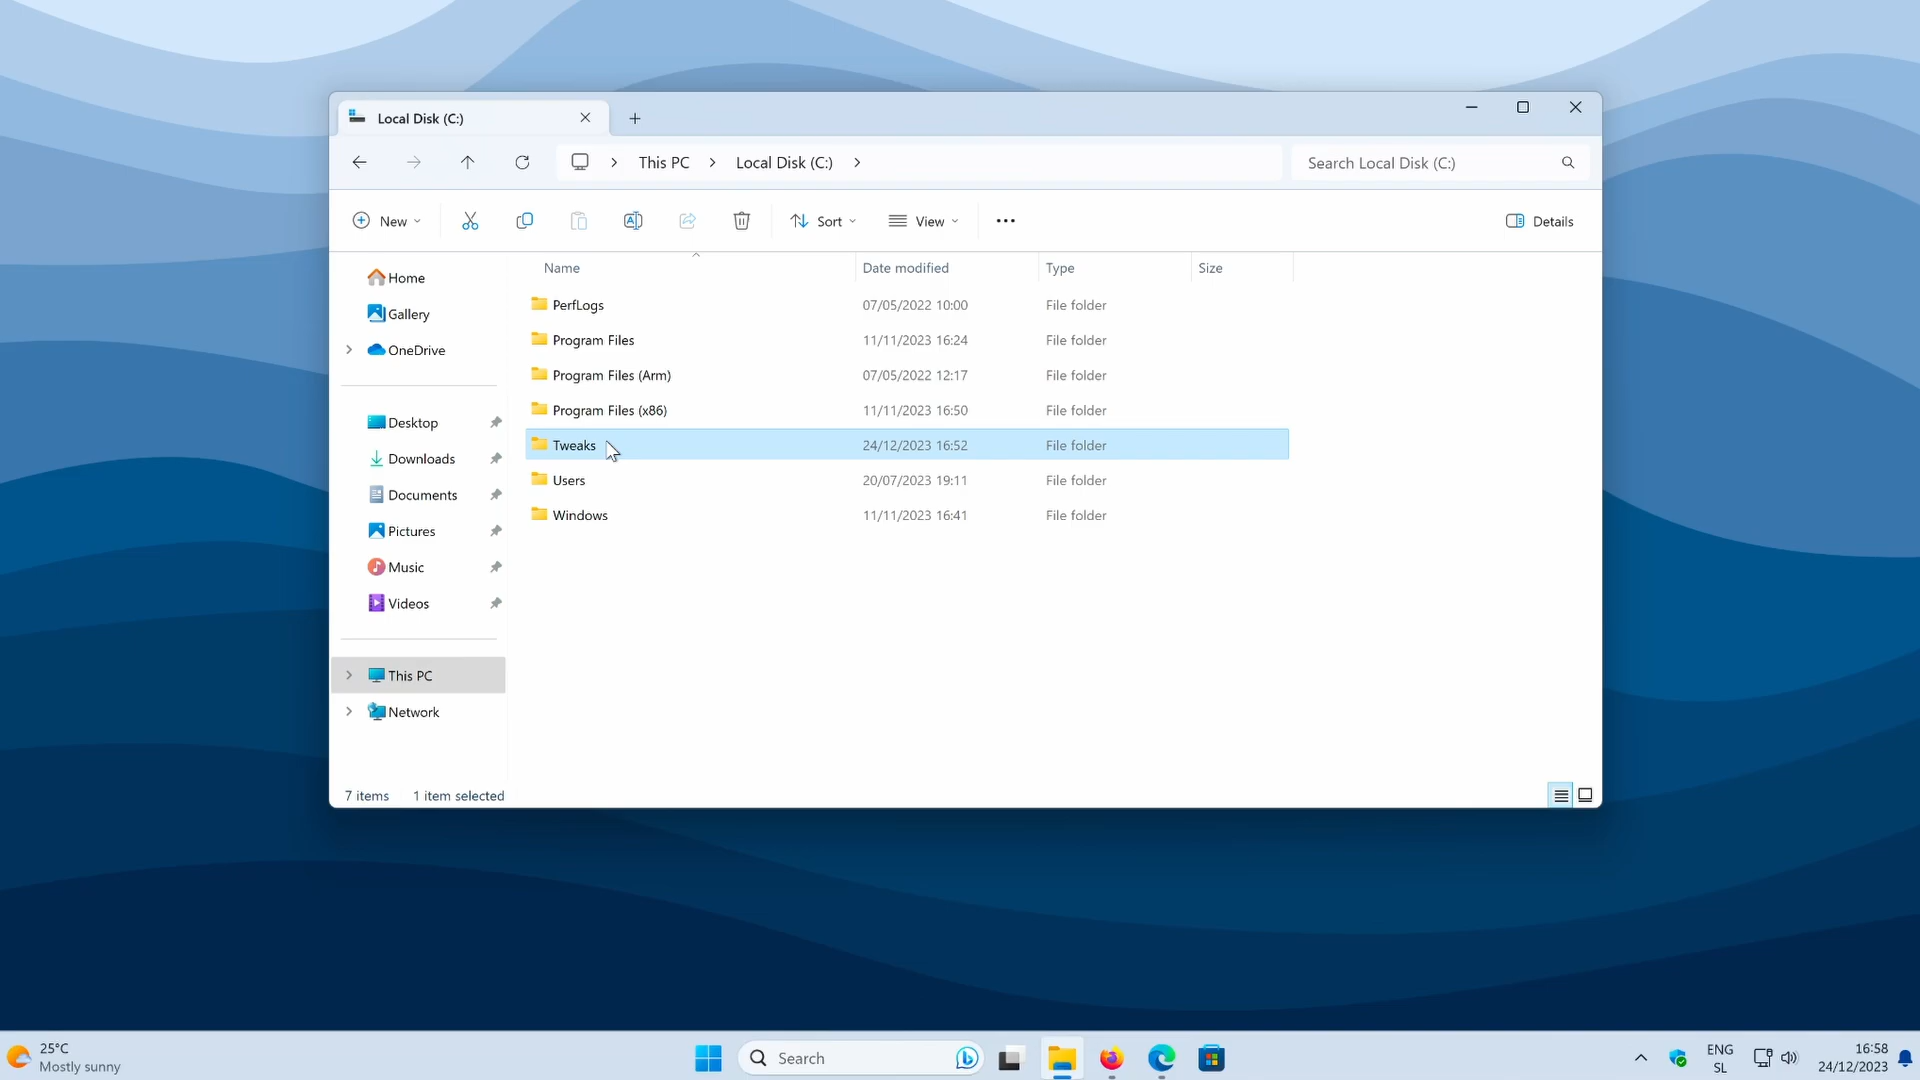 Local Disk (C:)
This PC
Local Disk (C:)
Search Local Disk (C:)
New
Sort
View
Details
Home
Gallery
OneDrive
Desktop
Downloads
Documents
Pictures
Music
Videos
This PC
Network
Name Date modified Type Size
PerfLogs 07/05/2022 10:00 File folder
Program Files 11/11/2023 16:24 File folder
Program Files (Arm) 07/05/2022 12:17 File folder
Program Files (x86) 11/11/2023 16:50 File folder
Tweaks 24/12/2023 16:52 File folder
Users 20/07/2023 19:11 File folder
Windows 11/11/2023 16:41 File folder
7 items 1 item selected
25°C
Mostly sunny
Search
ENG
SL
16:58
24/12/2023